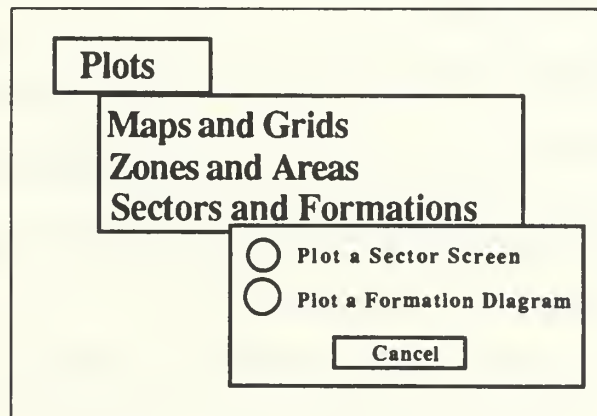 Plots
Maps and Grids
Zones and Areas
Sectors and Formations
Plot a Sector Screen
Plot a Formation Diagram
Cancel